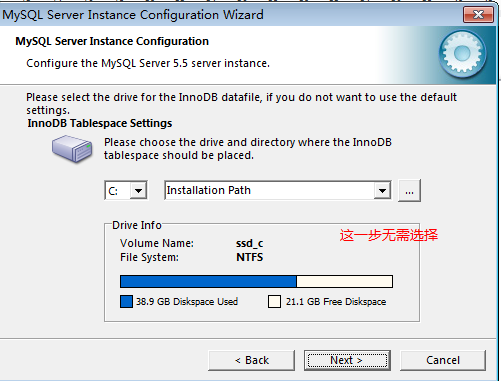 MySQL Server Instance Configuration Wizard
MySQL Server Instance Configuration
Configure the MySQL Server 5.5 server instance.
Please select the drive for the InnoDB datafile, if you do not want to use the default
settings.
InnoDB Tablespace Settings
Please choose the drive and directory where the InnoDB
tablespace should be placed.
C:
Installation Path
...
Drive Info
这一步无需选择
Volume Name: ssd_c
File System: NTFS
38.9 GB Diskspace Used
21.1 GB Free Diskspace
< Back
Next >
Cancel